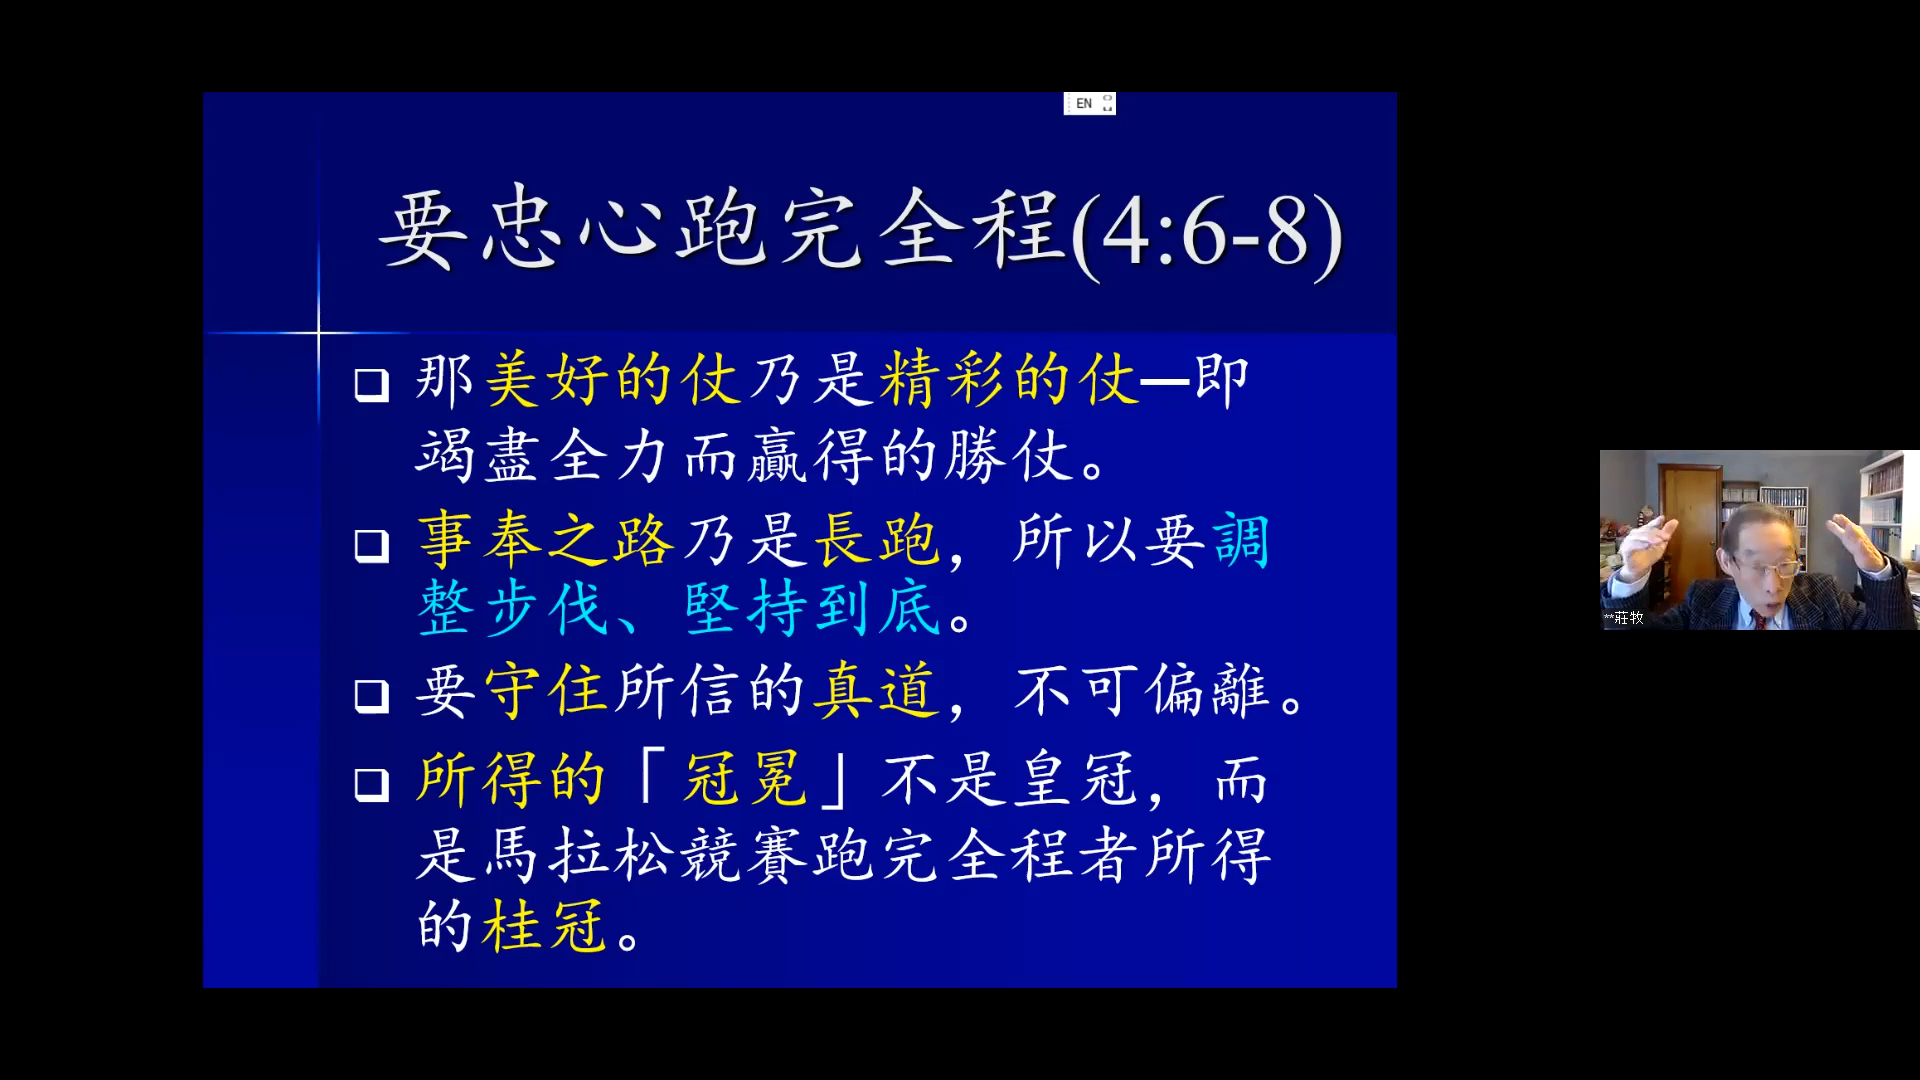 EN
要忠心跑完全程(4:6-8)
那美好的仗乃是精彩的仗—即
竭盡全力而贏得的勝仗。
事奉之路乃是長跑，所以要調
整步伐、堅持到底。
要守住所信的真道，不可偏離。
所得的「冠冕」不是皇冠，而
是馬拉松競賽跑完全程者所得
的桂冠。
**莊牧